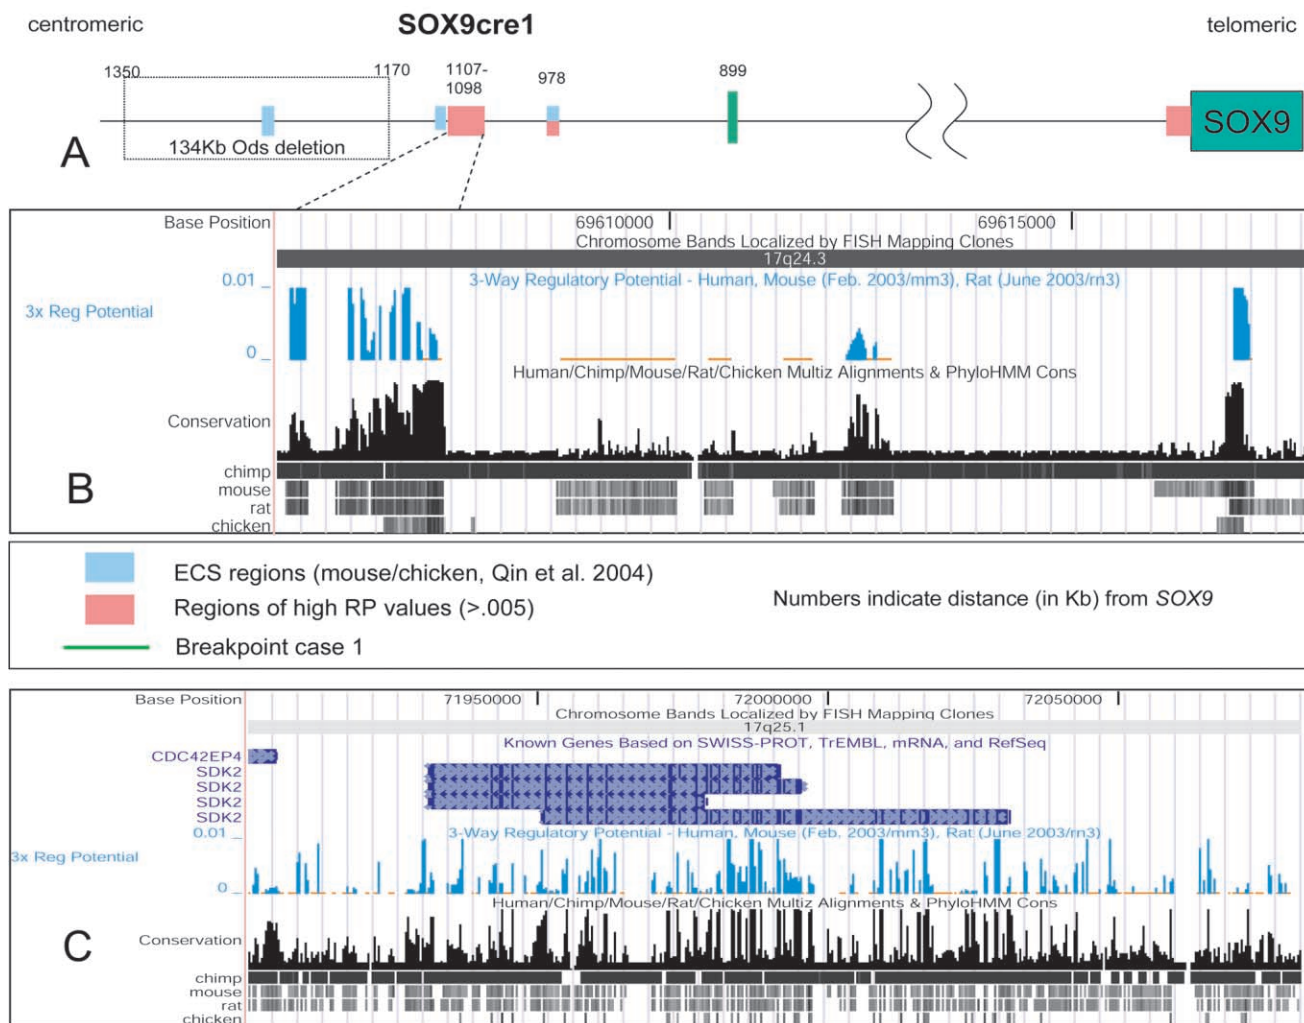 centromeric SOX9cre1 telomeric
1350 1170 1107-
1098 978 899
SOX9
134Kb Ods deletion
A
Base Position 69610000 69615000
Chromosome Bands Localized by FISH Mapping Clones
17q24.3
0.01 3-Way Regulatory Potential - Human, Mouse (Feb. 2003/mm3), Rat (June 2003/rn3)
3x Reg Potential
0
Human/Chimp/Mouse/Rat/Chicken Multiz Alignments & PhyloHMM Cons
Conservation
B
chimp
mouse
rat
chicken
ECS regions (mouse/chicken, Qin et al. 2004)
Regions of high RP values (>.005)
Numbers indicate distance (in Kb) from SOX9
Breakpoint case 1
Base Position 71950000 72000000 72050000
Chromosome Bands Localized by FISH Mapping Clones
17q25.1
Known Genes Based on SWISS-PROT, TrEMBL, mRNA, and RefSeq
CDC42EP4
SDK2
SDK2
SDK2
SDK2
0.01 3-Way Regulatory Potential - Human, Mouse (Feb. 2003/mm3), Rat (June 2003/rn3)
3x Reg Potential
0
Human/Chimp/Mouse/Rat/Chicken Multiz Alignments & PhyloHMM Cons
C
Conservation
chimp
mouse
rat
chicken